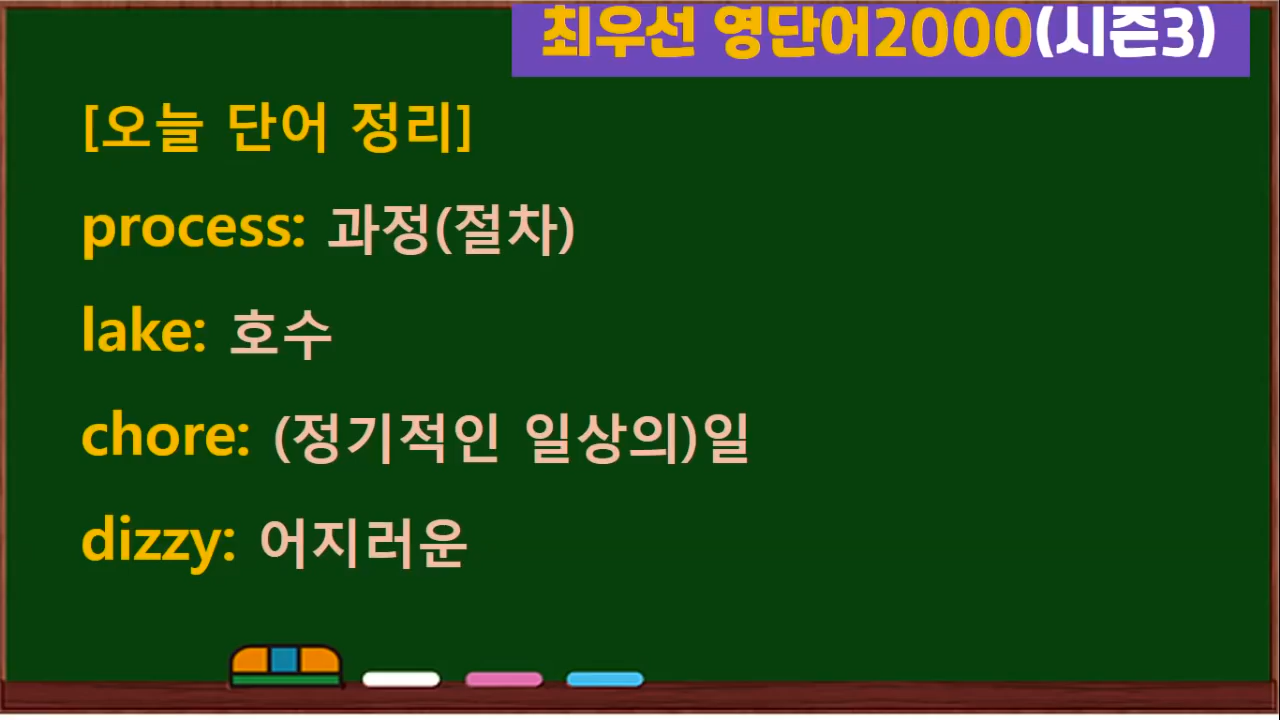 최우선 영단어2000(시즌3)
[오늘 단어 정리]
process: 과정(절차)
lake: 호수
chore: (정기적인 일상의)일
dizzy: 어지러운